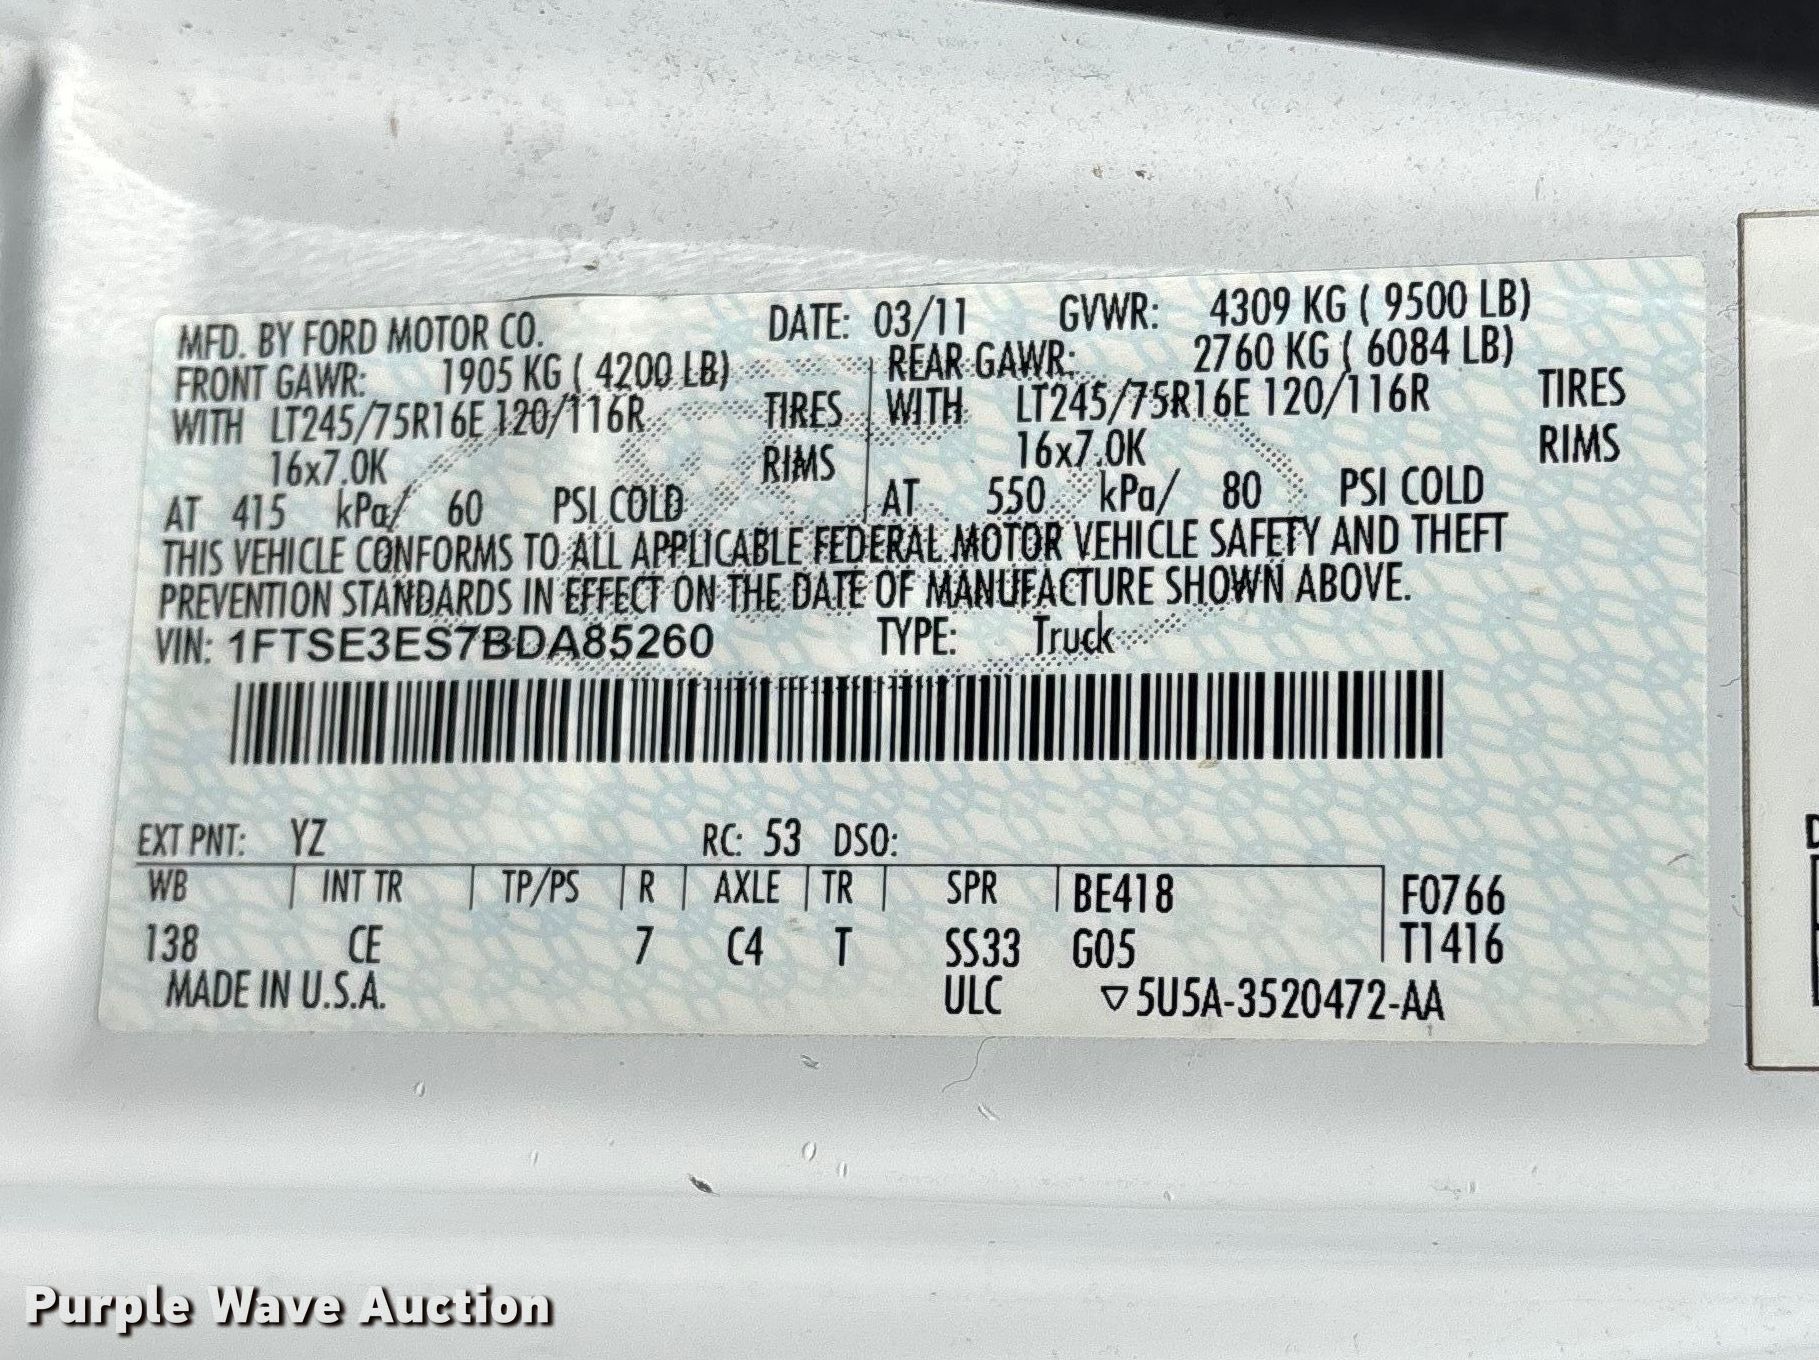 MFD. BY FORD MOTOR CO. DATE: 03/11 GVWR: 4309 KG ( 9500 LB)
FRONT GAWR: 1905 KG ( 4200 LB) REAR GAWR: 2760 KG ( 6084 LB)
WITH LT245/75R16E 120/116R TIRES WITH LT245/75R16E 120/116R TIRES
16x7.0K RIMS 16x7.0K RIMS
AT 415 kPa/ 60 PSI COLD AT 550 kPa/ 80 PSI COLD
THIS VEHICLE CONFORMS TO ALL APPLICABLE FEDERAL MOTOR VEHICLE SAFETY AND THEFT
PREVENTION STANDARDS IN EFFECT ON THE DATE OF MANUFACTURE SHOWN ABOVE.
VIN: 1FTSE3ES7BDA85260 TYPE: Truck
EXT PNT: YZ RC: 53 DSO:
WB INT TR TP/PS R AXLE TR SPR BE418 F0766
138 CE 7 C4 T SS33 G05 T1416
MADE IN U.S.A. ULC ▽5U5A-3520472-AA
Purple Wave Auction